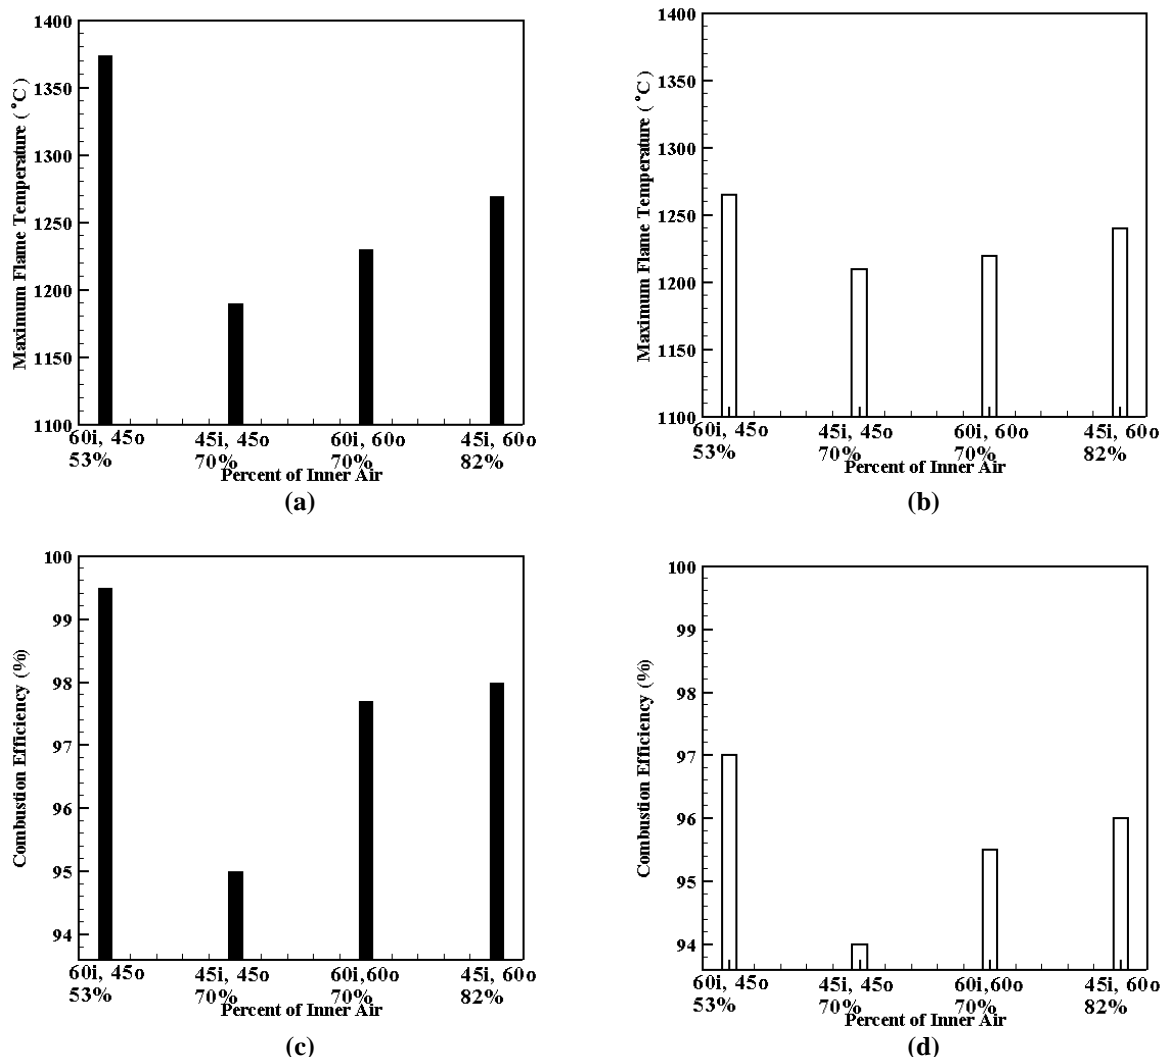 1400
1350
1300
1250
1200
1150
1100
Maximum Flame Temperature ( °C )
60i, 45o 45i, 45o 60i, 60o 45i, 60o
53% 70% 70% 82%
Percent of Inner Air
(a)
1400
1350
1300
1250
1200
1150
1100
Maximum Flame Temperature ( °C )
60i, 45o 45i, 45o 60i, 60o 45i, 60o
53% 70% 70% 82%
Percent of Inner Air
(b)
100
99
98
97
96
95
94
Combustion Efficiency (%)
60i, 45o 45i, 45o 60i,60o 45i, 60o
53% 70% 70% 82%
Percent of Inner Air
(c)
100
99
98
97
96
95
94
Combustion Efficiency (%)
60i, 45o 45i, 45o 60i,60o 45i, 60o
53% 70% 70% 82%
Percent of Inner Air
(d)